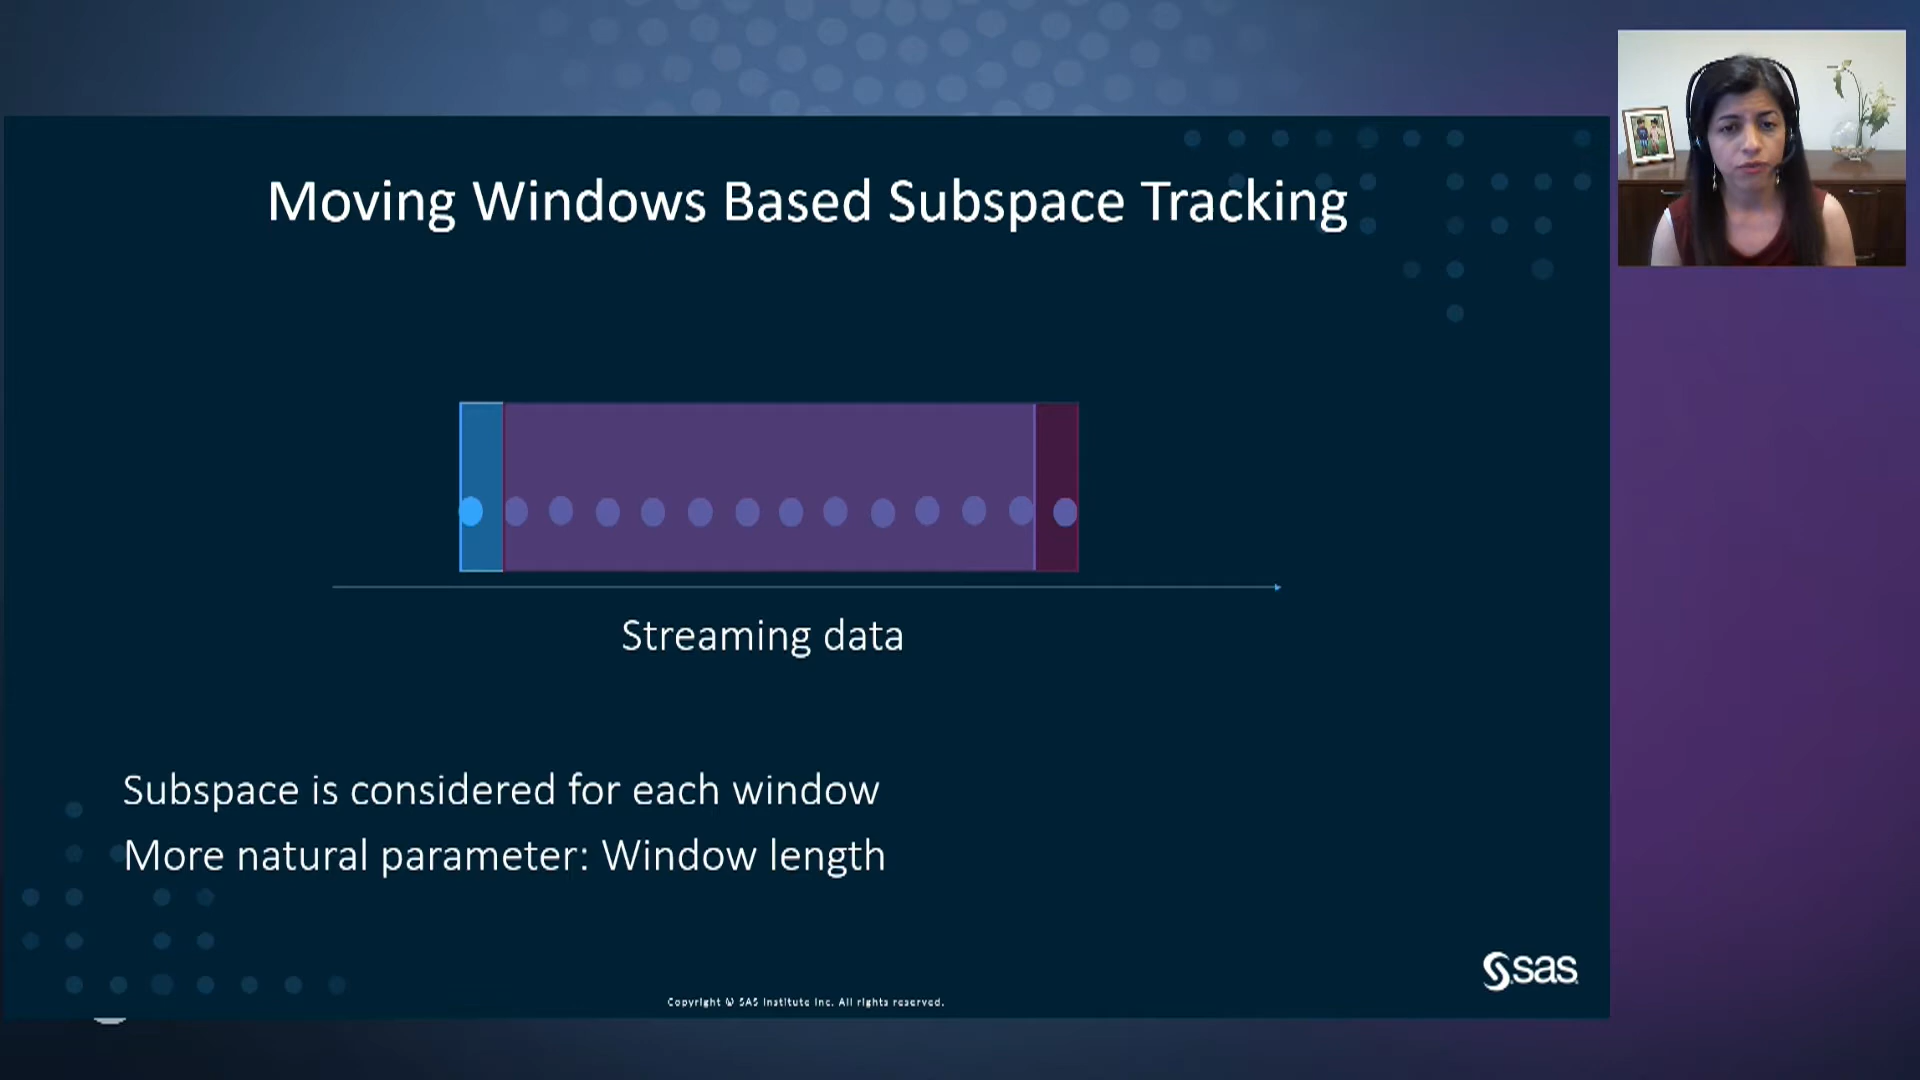 Moving Windows Based Subspace Tracking
Streaming data
Subspace is considered for each window
More natural parameter: Window length
sas
Copyright © SAS Institute Inc. All rights reserved.